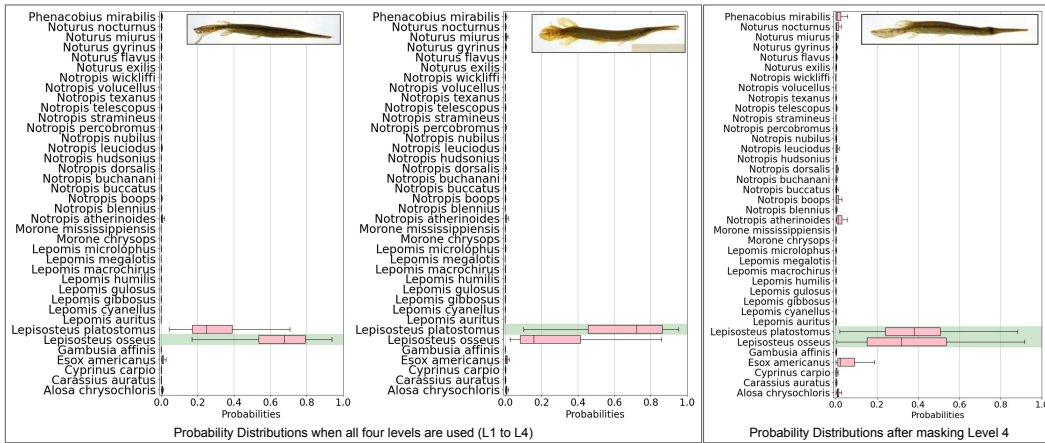 Phenacobius mirabilis
Noturus nocturnus
Noturus miurus
Noturus gyrinus
Noturus flavus
Noturus exilis
Notropis wickliffi
Notropis volucellus
Notropis texanus
Notropis telescopus
Notropis stramineus
Notropis percobromus
Notropis nubilus
Notropis leuciodus
Notropis hudsonius
Notropis dorsalis
Notropis buchanani
Notropis buccatus
Notropis boops
Notropis blennius
Notropis atherinoides
Morone mississippiensis
Morone chrysops
Lepomis microlophus
Lepomis megalotis
Lepomis macrochirus
Lepomis humilis
Lepomis gulosus
Lepomis gibbosus
Lepomis cyanellus
Lepomis auritus
Lepisosteus platostomus
Lepisosteus osseus
Gambusia affinis
Esox americanus
Cyprinus carpio
Carassius auratus
Alosa chrysochloris
0.0 0.2 0.4 0.6 0.8 1.0
Probabilities
Phenacobius mirabilis
Noturus nocturnus
Noturus miurus
Noturus gyrinus
Noturus flavus
Noturus exilis
Notropis wickliffi
Notropis volucellus
Notropis texanus
Notropis telescopus
Notropis stramineus
Notropis percobromus
Notropis nubilus
Notropis leuciodus
Notropis hudsonius
Notropis dorsalis
Notropis buchanani
Notropis buccatus
Notropis boops
Notropis blennius
Notropis atherinoides
Morone mississippiensis
Morone chrysops
Lepomis microlophus
Lepomis megalotis
Lepomis macrochirus
Lepomis humilis
Lepomis gulosus
Lepomis gibbosus
Lepomis cyanellus
Lepomis auritus
Lepisosteus platostomus
Lepisosteus osseus
Gambusia affinis
Esox americanus
Cyprinus carpio
Carassius auratus
Alosa chrysochloris
0.0 0.2 0.4 0.6 0.8 1.0
Probabilities
Probability Distributions when all four levels are used (L1 to L4)
Phenacobius mirabilis
Noturus nocturnus
Noturus miurus
Noturus gyrinus
Noturus flavus
Noturus exilis
Notropis wickliffi
Notropis volucellus
Notropis texanus
Notropis telescopus
Notropis stramineus
Notropis percobromus
Notropis nubilus
Notropis leuciodus
Notropis hudsonius
Notropis dorsalis
Notropis buchanani
Notropis buccatus
Notropis boops
Notropis blennius
Notropis atherinoides
Morone mississippiensis
Morone chrysops
Lepomis microlophus
Lepomis megalotis
Lepomis macrochirus
Lepomis humilis
Lepomis gulosus
Lepomis gibbosus
Lepomis cyanellus
Lepomis auritus
Lepisosteus platostomus
Lepisosteus osseus
Gambusia affinis
Esox americanus
Cyprinus carpio
Carassius auratus
Alosa chrysochloris
0.0 0.2 0.4 0.6 0.8 1.0
Probabilities
Probability Distributions after masking Level 4